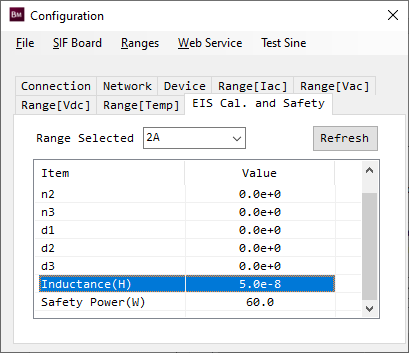 BM Configuration
File SIF Board Ranges Web Service Test Sine
Connection Network Device Range[Iac] Range[Vac]
Range[Vdc] Range[Temp] EIS Cal. and Safety
Range Selected 2A Refresh
Item Value
n2 0.0e+0
n3 0.0e+0
d1 0.0e+0
d2 0.0e+0
d3 0.0e+0
Inductance(H) 5.0e-8
Safety Power(W) 60.0